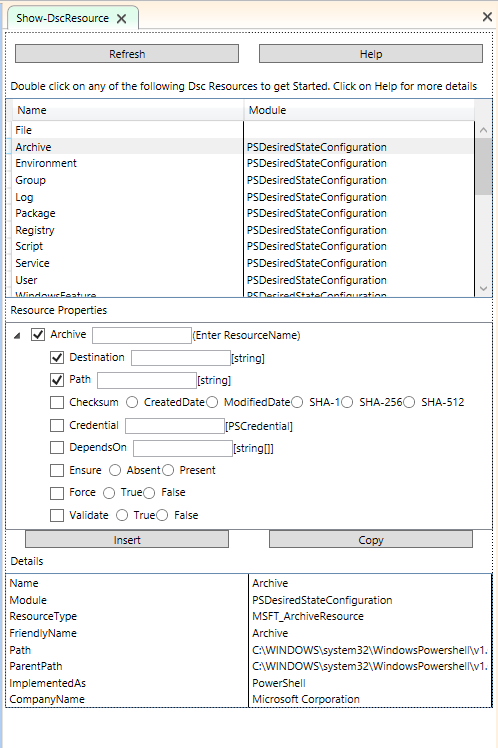 Show-DscResource
Refresh Help
Double click on any of the following Dsc Resources to get Started. Click on Help for more details
Name Module
File
Archive PSDesiredStateConfiguration
Environment PSDesiredStateConfiguration
Group PSDesiredStateConfiguration
Log PSDesiredStateConfiguration
Package PSDesiredStateConfiguration
Registry PSDesiredStateConfiguration
Script PSDesiredStateConfiguration
Service PSDesiredStateConfiguration
User PSDesiredStateConfiguration
WindowsFeature PSDesiredStateConfiguration
Resource Properties
Archive (Enter ResourceName)
Destination [string]
Path [string]
Checksum CreatedDate ModifiedDate SHA-1 SHA-256 SHA-512
Credential [PSCredential]
DependsOn [string[]]
Ensure Absent Present
Force True False
Validate True False
Insert Copy
Details
Name Archive
Module PSDesiredStateConfiguration
ResourceType MSFT_ArchiveResource
FriendlyName Archive
Path C:\WINDOWS\system32\WindowsPowershell\v1.
ParentPath C:\WINDOWS\system32\WindowsPowershell\v1.
ImplementedAs PowerShell
CompanyName Microsoft Corporation